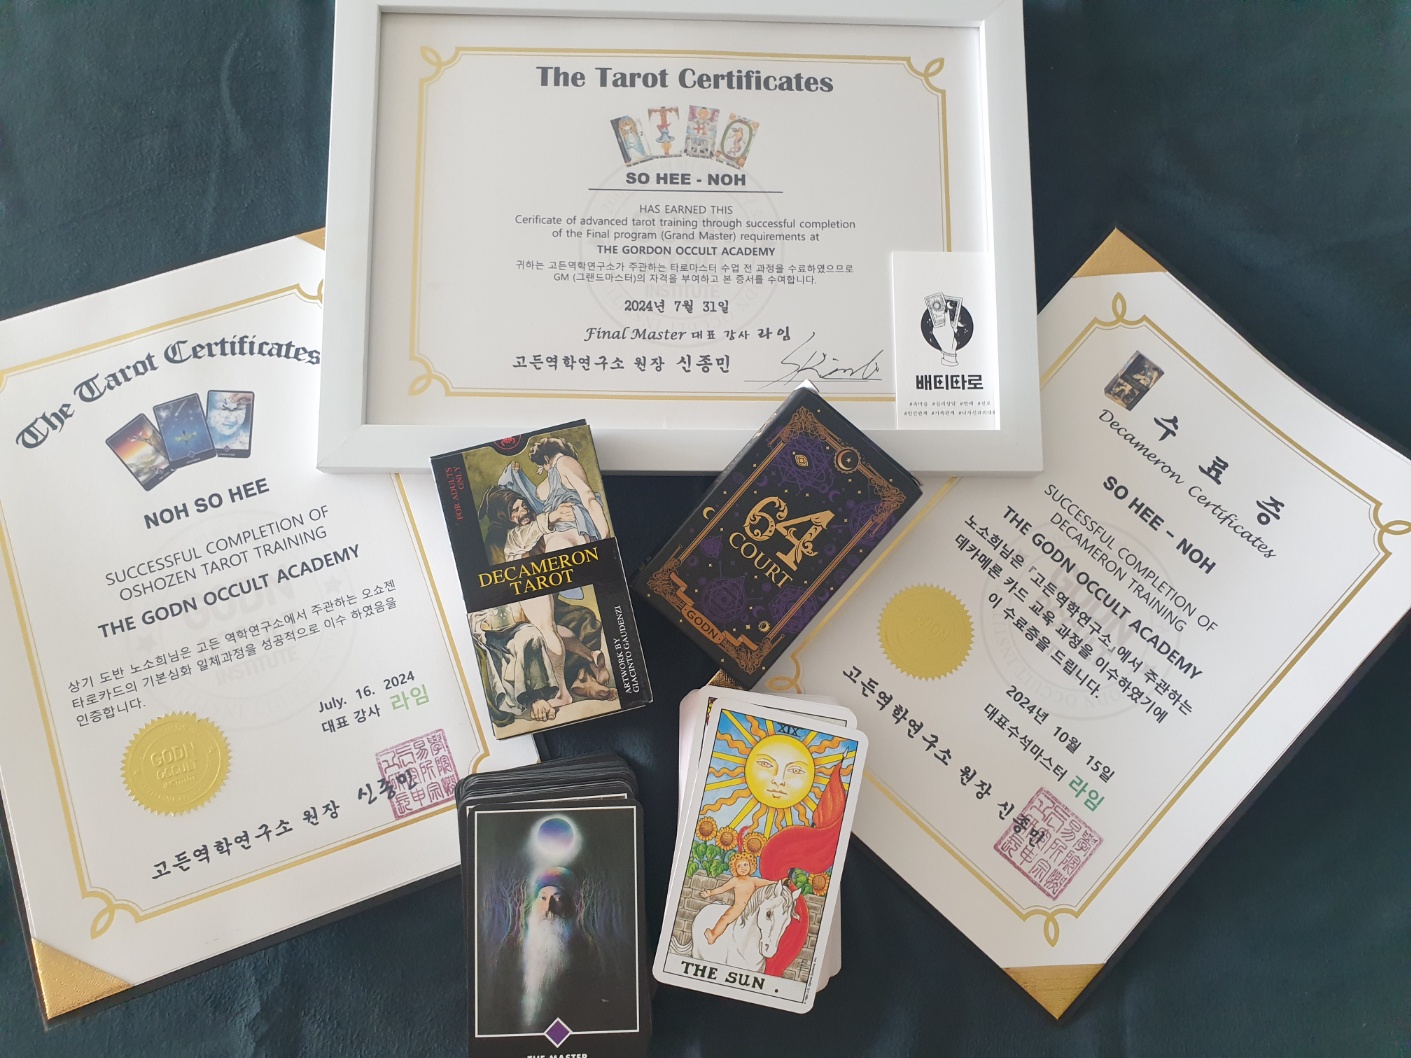 The Tarot Certificates
SO HEE - NOH
HAS EARNED THIS
Cerificate of advanced tarot training through successful completion
of the Final program (Grand Master) requirements at
THE GORDON OCCULT ACADEMY
귀하는 고든역학연구소가 주관하는 타로마스터 수업 전 과정을 수료하였으므로
GM (그랜드마스터)의 자격을 부여하고 본 증서를 수여합니다.
2024년 7월 31일
Final Master 대표 강사 라임
고든역학연구소 원장 신종민
배티타로
The Tarot Certificates
NOH SO HEE
SUCCESSFUL COMPLETION OF
OSHOZEN TAROT TRAINING
THE GODN OCCULT ACADEMY
상기 도반 노소희님은 고든 역학연구소에서 주관하는 오쇼젠
타로카드의 기본심화 일체과정을 성공적으로 이수 하였음을
인증합니다.
July. 16. 2024
대표 강사 라임
GODN
OCCULT
고든역학연구소 원장 신종민
수료증
Decameron Certificates
SO HEE - NOH
SUCCESSFUL COMPLETION OF
DECAMERON TRAINING
THE GODN OCCULT ACADEMY
노소희님은 「고든역학연구소」에서 주관하는
데카메론 카드 교육 과정을 이수하였기에
이 수료증을 드립니다.
2024년 10월 15일
대표수석마스터 라임
고든역학연구소 원장 신종민
FOR ADULTS
ONLY
DECAMERON
TAROT
ARTWORK BY
GIACINTO GAUDENZI
64
COURT
GODN
XIX
THE SUN.
THE MASTER